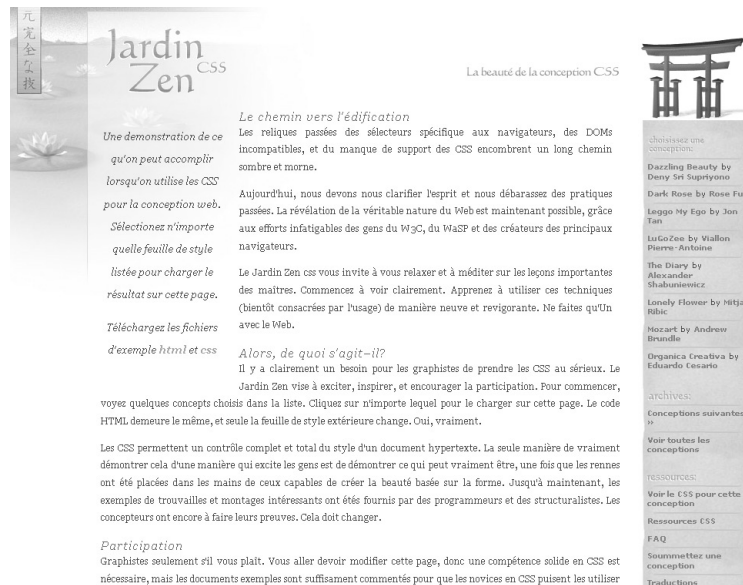 元
完
全
な
技
Jardin
Zen CSS
La beauté de la conception CSS
Une demonstration de ce
qu'on peut accomplir
lorsqu'on utilise les CSS
pour la conception web.
Sélectionez n'importe
quelle feuille de style
listée pour charger le
résultat sur cette page.
Téléchargez les fichiers
d'exemple html et css
Le chemin vers l'édification
Les reliques passées des sélecteurs spécifique aux navigateurs, des DOMs
incompatibles, et du manque de support des CSS encombrent un long chemin
sombre et morne.
Aujourd'hui, nous devons nous clarifier l'esprit et nous débarassez des pratiques
passées. La révélation de la véritable nature du Web est maintenant possible, grâce
aux efforts infatigables des gens du W3C, du WaSP et des créateurs des principaux
navigateurs.
Le Jardin Zen css vous invite à vous relaxer et à méditer sur les leçons importantes
des maîtres. Commencez à voir clairement. Apprenez à utiliser ces techniques
(bientôt consacrées par l'usage) de manière neuve et revigorante. Ne faites qu'Un
avec le Web.
Alors, de quoi s'agit-il?
Il y a clairement un besoin pour les graphistes de prendre les CSS au sérieux. Le
Jardin Zen vise à exciter, inspirer, et encourager la participation. Pour commencer,
voyez quelques concepts choisis dans la liste. Cliquez sur n'importe lequel pour le charger sur cette page. Le code
HTML demeure le même, et seule la feuille de style extérieure change. Oui, vraiment.
Les CSS permettent un contrôle complet et total du style d'un document hypertexte. La seule manière de vraiment
démontrer cela d'une manière qui excite les gens est de démontrer ce qui peut vraiment être, une fois que les rennes
ont été placées dans les mains de ceux capables de créer la beauté basée sur la forme. Jusqu'à maintenant, les
exemples de trouvailles et montages intéressants ont étés fournis par des programmeurs et des structuralistes. Les
concepteurs ont encore à faire leurs preuves. Cela doit changer.
Participation
Graphistes seulement s'il vous plaît. Vous aller devoir modifier cette page, donc une compétence solide en CSS est
nécessaire, mais les documents exemples sont suffisament commentés pour que les novices en CSS puisent les utiliser
choisissez une
conception:
Dazzling Beauty by
Deny Sri Supriyono
Dark Rose by Rose Fu
Leggo My Ego by Jon
Tan
LuGoZee by Viallon
Pierre-Antoine
The Diary by
Alexander
Shabuniewicz
Lonely Flower by Mitja
Ribic
Mozart by Andrew
Brundle
Organica Creativa by
Eduardo Cesario
archives:
Conceptions suivantes
»
Voir toutes les
conceptions
ressources:
Voir le CSS pour cette
conception
Ressources CSS
FAQ
Soummettez une
conception
Traductions